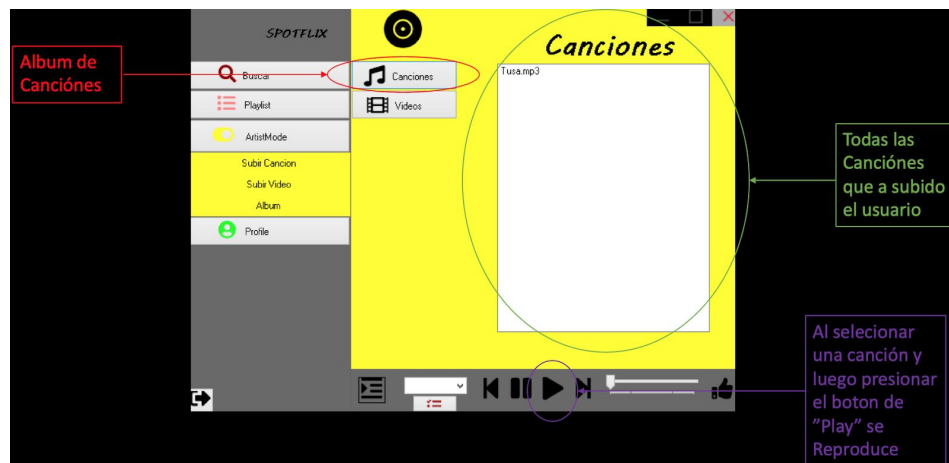 SPOTFLIX
Canciones
Album de
Canciónes
Buscar
Canciones
Tusa.mp3
Playlist
Videos
ArtistMode
Subir Cancion
Subir Video
Album
Profile
Todas las
Canciónes
que a subido
el usuario
Al selecionar
una canción y
luego presionar
el boton de
”Play” se
Reproduce